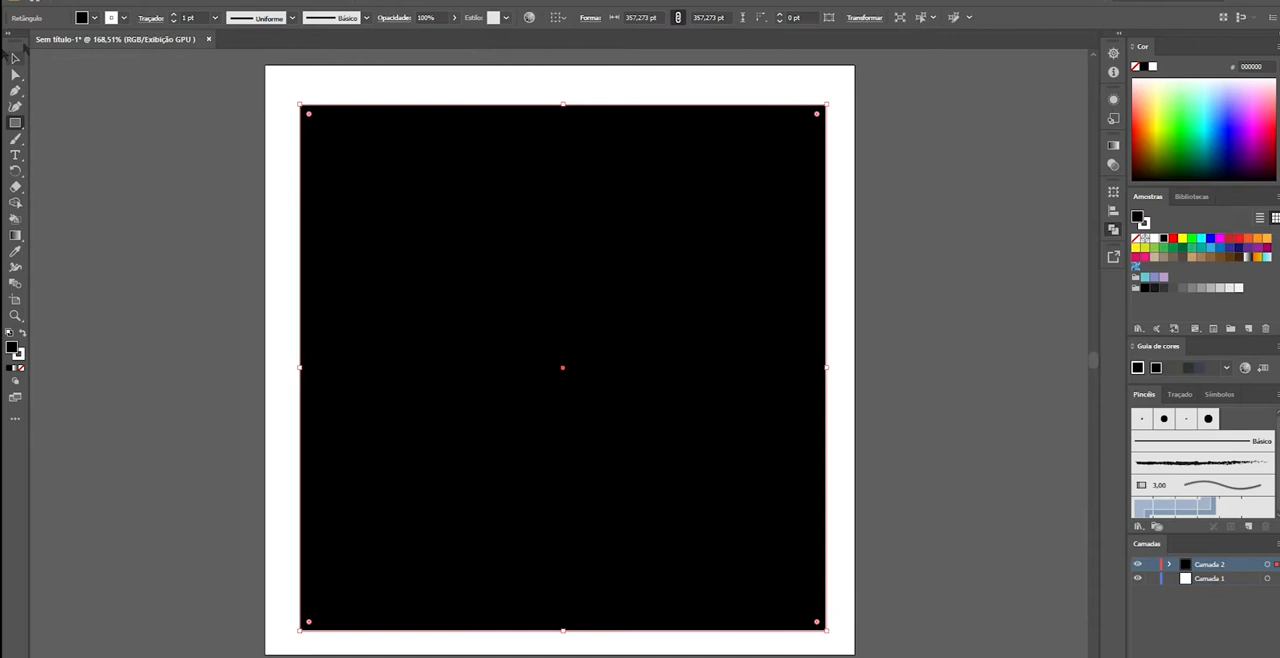 Retângulo
Traçado:
1 pt
Uniforme
Básico
Opacidade:
100%
Estilo:
Forma:
357,273 pt
357,273 pt
0 pt
Transformar
Sem título-1* @ 168,51% (RGB/Exibição GPU )
Cor
# 000000
Amostras
Bibliotecas
Guia de cores
Pincéis
Traçado
Símbolos
Básico
3,00
Camadas
Camada 2
Camada 1